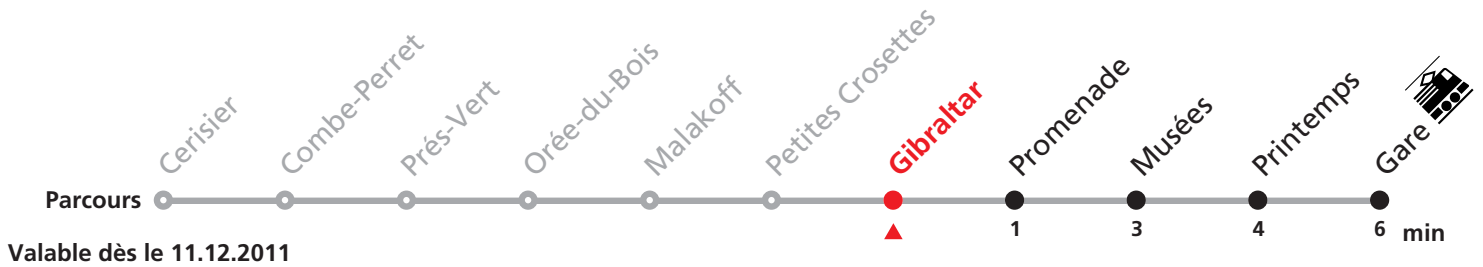 Cerisier
Combe-Perret
Prés-Vert
Orée-du-Bois
Malakoff
Petites Crosettes
Gibraltar
Promenade
Musées
Printemps
Gare
Parcours
1 3 4 6 min
Valable dès le 11.12.2011